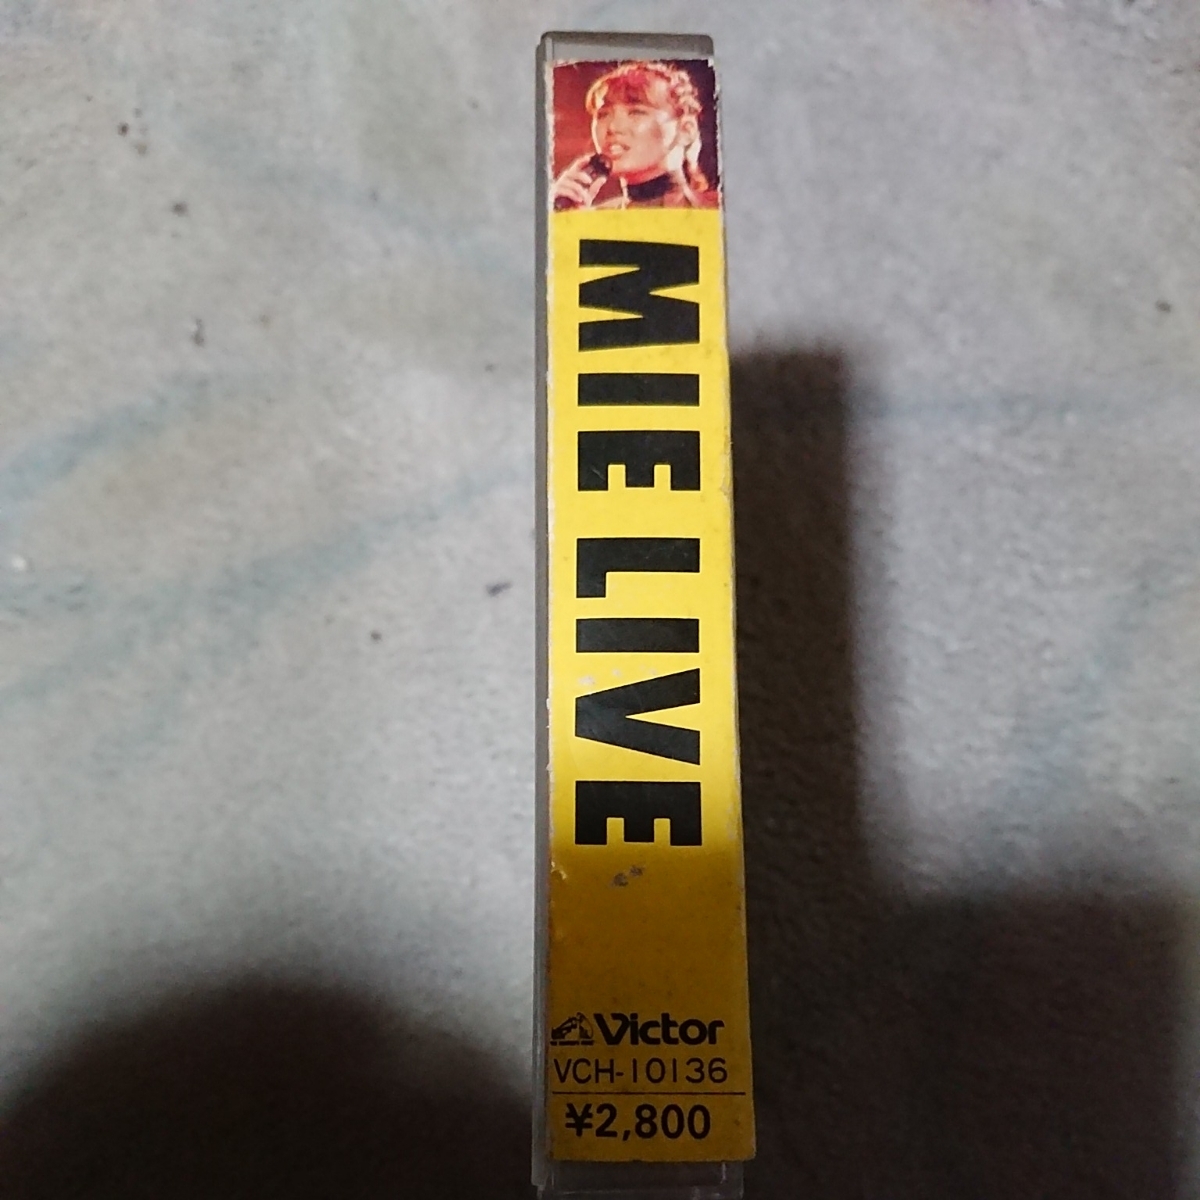 MIE LIVE
Victor
VCH-10136
¥2,800